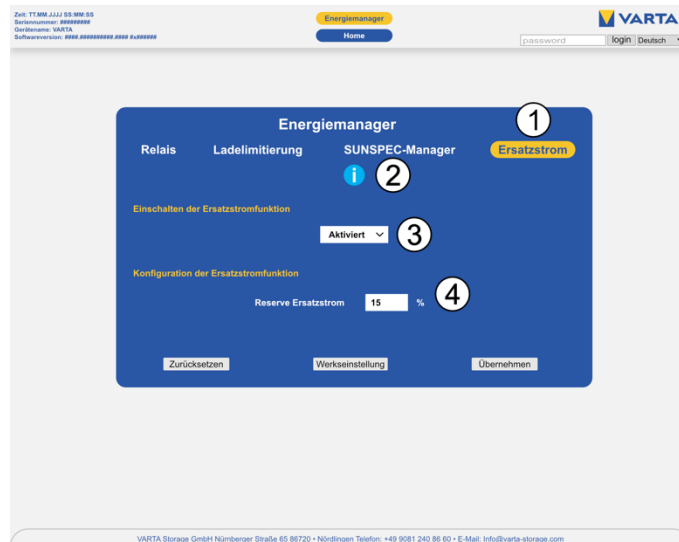 Zeit: TT.MM.JJJJ SS:MM:SS
Seriennummer: #########
Gerätename: VARTA
Softwareversion: ####.##########.#### #x######
Energiemanager
Home
VARTA
password
login
Deutsch
Energiemanager
1
Relais
Ladelimitierung
SUNSPEC-Manager
Ersatzstrom
i
2
Einschalten der Ersatzstromfunktion
Aktiviert
3
Konfiguration der Ersatzstromfunktion
Reserve Ersatzstrom 15 %
4
Zurücksetzen
Werkseinstellung
Übernehmen
VARTA Storage GmbH Nürnberger Straße 65 86720 • Nördlingen Telefon: +49 9081 240 86 60 • E-Mail: Info@varta-storage.com